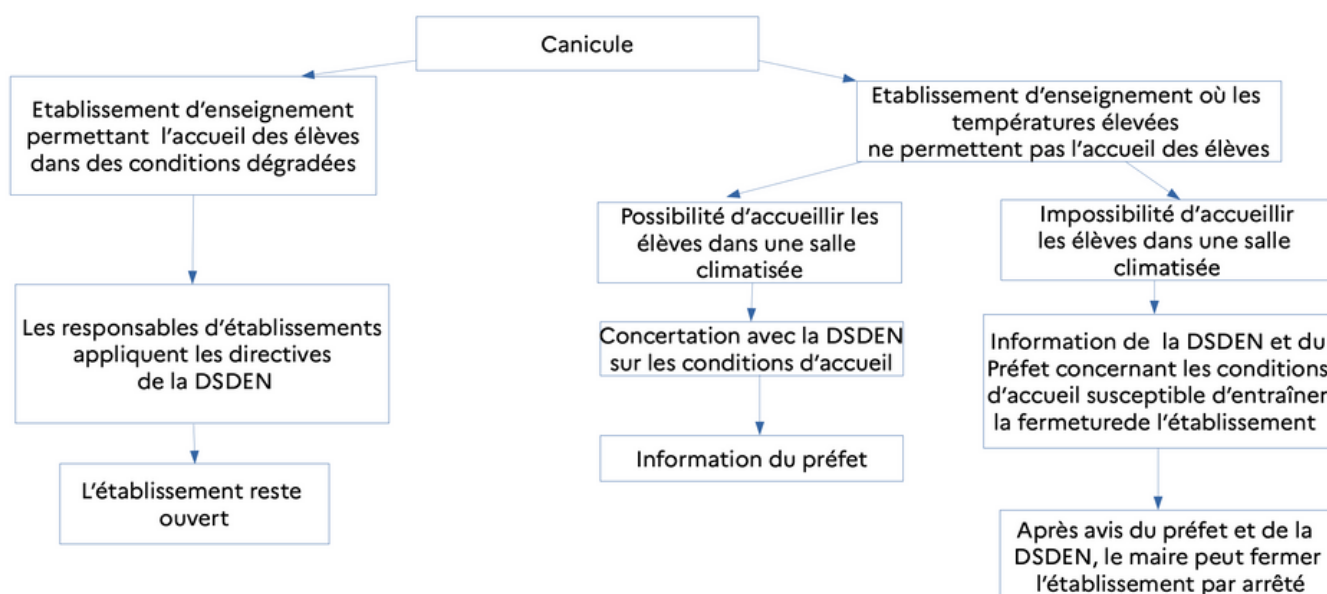 Canicule
Etablissement d'enseignement
permettant l'accueil des élèves
dans des conditions dégradées
Les responsables d'établissements
appliquent les directives
de la DSDEN
L'établissement reste
ouvert
Etablissement d'enseignement où les
températures élevées
ne permettent pas l'accueil des élèves
Possibilité d'accueillir les
élèves dans une salle
climatisée
Concertation avec la DSDEN
sur les conditions d'accueil
Information du préfet
Impossibilité d'accueillir
les élèves dans une salle
climatisée
Information de la DSDEN et du
Préfet concernant les conditions
d'accueil susceptible d'entraîner
la fermeturede l'établissement
Après avis du préfet et de la
DSDEN, le maire peut fermer
l'établissement par arrêté